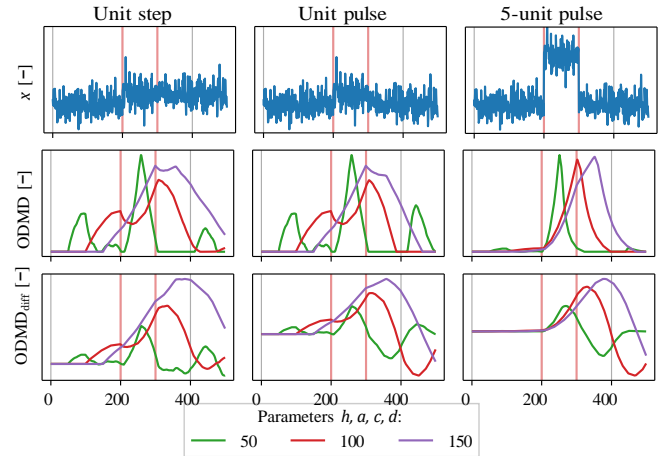 Unit step Unit pulse 5-unit pulse
x [−]
ODMD [−]
ODMD_diff [−]
0 200 400 0 200 400 0 200 400
Parameters h, a, c, d:
50 100 150